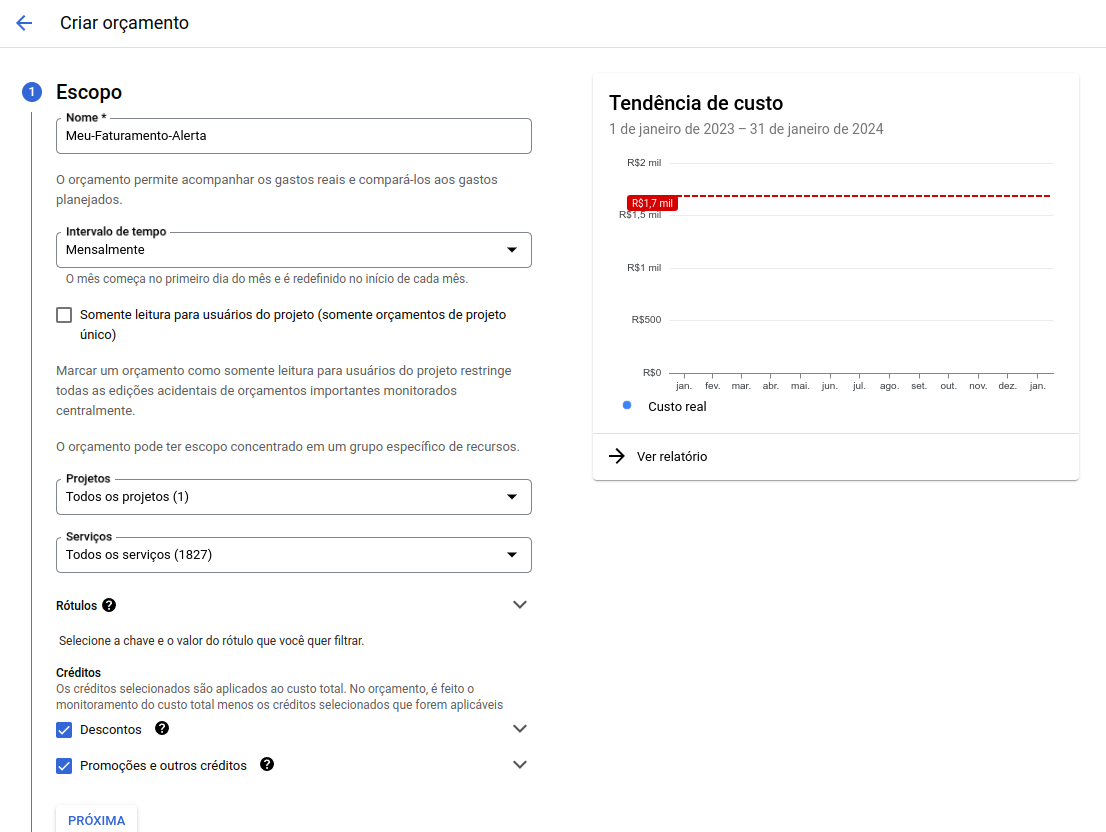 Criar orçamento
1
Escopo
Nome *
Meu-Faturamento-Alerta
O orçamento permite acompanhar os gastos reais e compará-los aos gastos
planejados.
Intervalo de tempo
Mensalmente
O mês começa no primeiro dia do mês e é redefinido no início de cada mês.
Somente leitura para usuários do projeto (somente orçamentos de projeto
único)
Marcar um orçamento como somente leitura para usuários do projeto restringe
todas as edições acidentais de orçamentos importantes monitorados
centralmente.
O orçamento pode ter escopo concentrado em um grupo específico de recursos.
Projetos
Todos os projetos (1)
Serviços
Todos os serviços (1827)
Rótulos ?
Selecione a chave e o valor do rótulo que você quer filtrar.
Créditos
Os créditos selecionados são aplicados ao custo total. No orçamento, é feito o
monitoramento do custo total menos os créditos selecionados que forem aplicáveis
Descontos ?
Promoções e outros créditos ?
PRÓXIMA
Tendência de custo
1 de janeiro de 2023 – 31 de janeiro de 2024
R$2 mil
R$1,7 mil
R$1,5 mil
R$1 mil
R$500
R$0
jan. fev. mar. abr. mai. jun. jul. ago. set. out. nov. dez. jan.
Custo real
Ver relatório